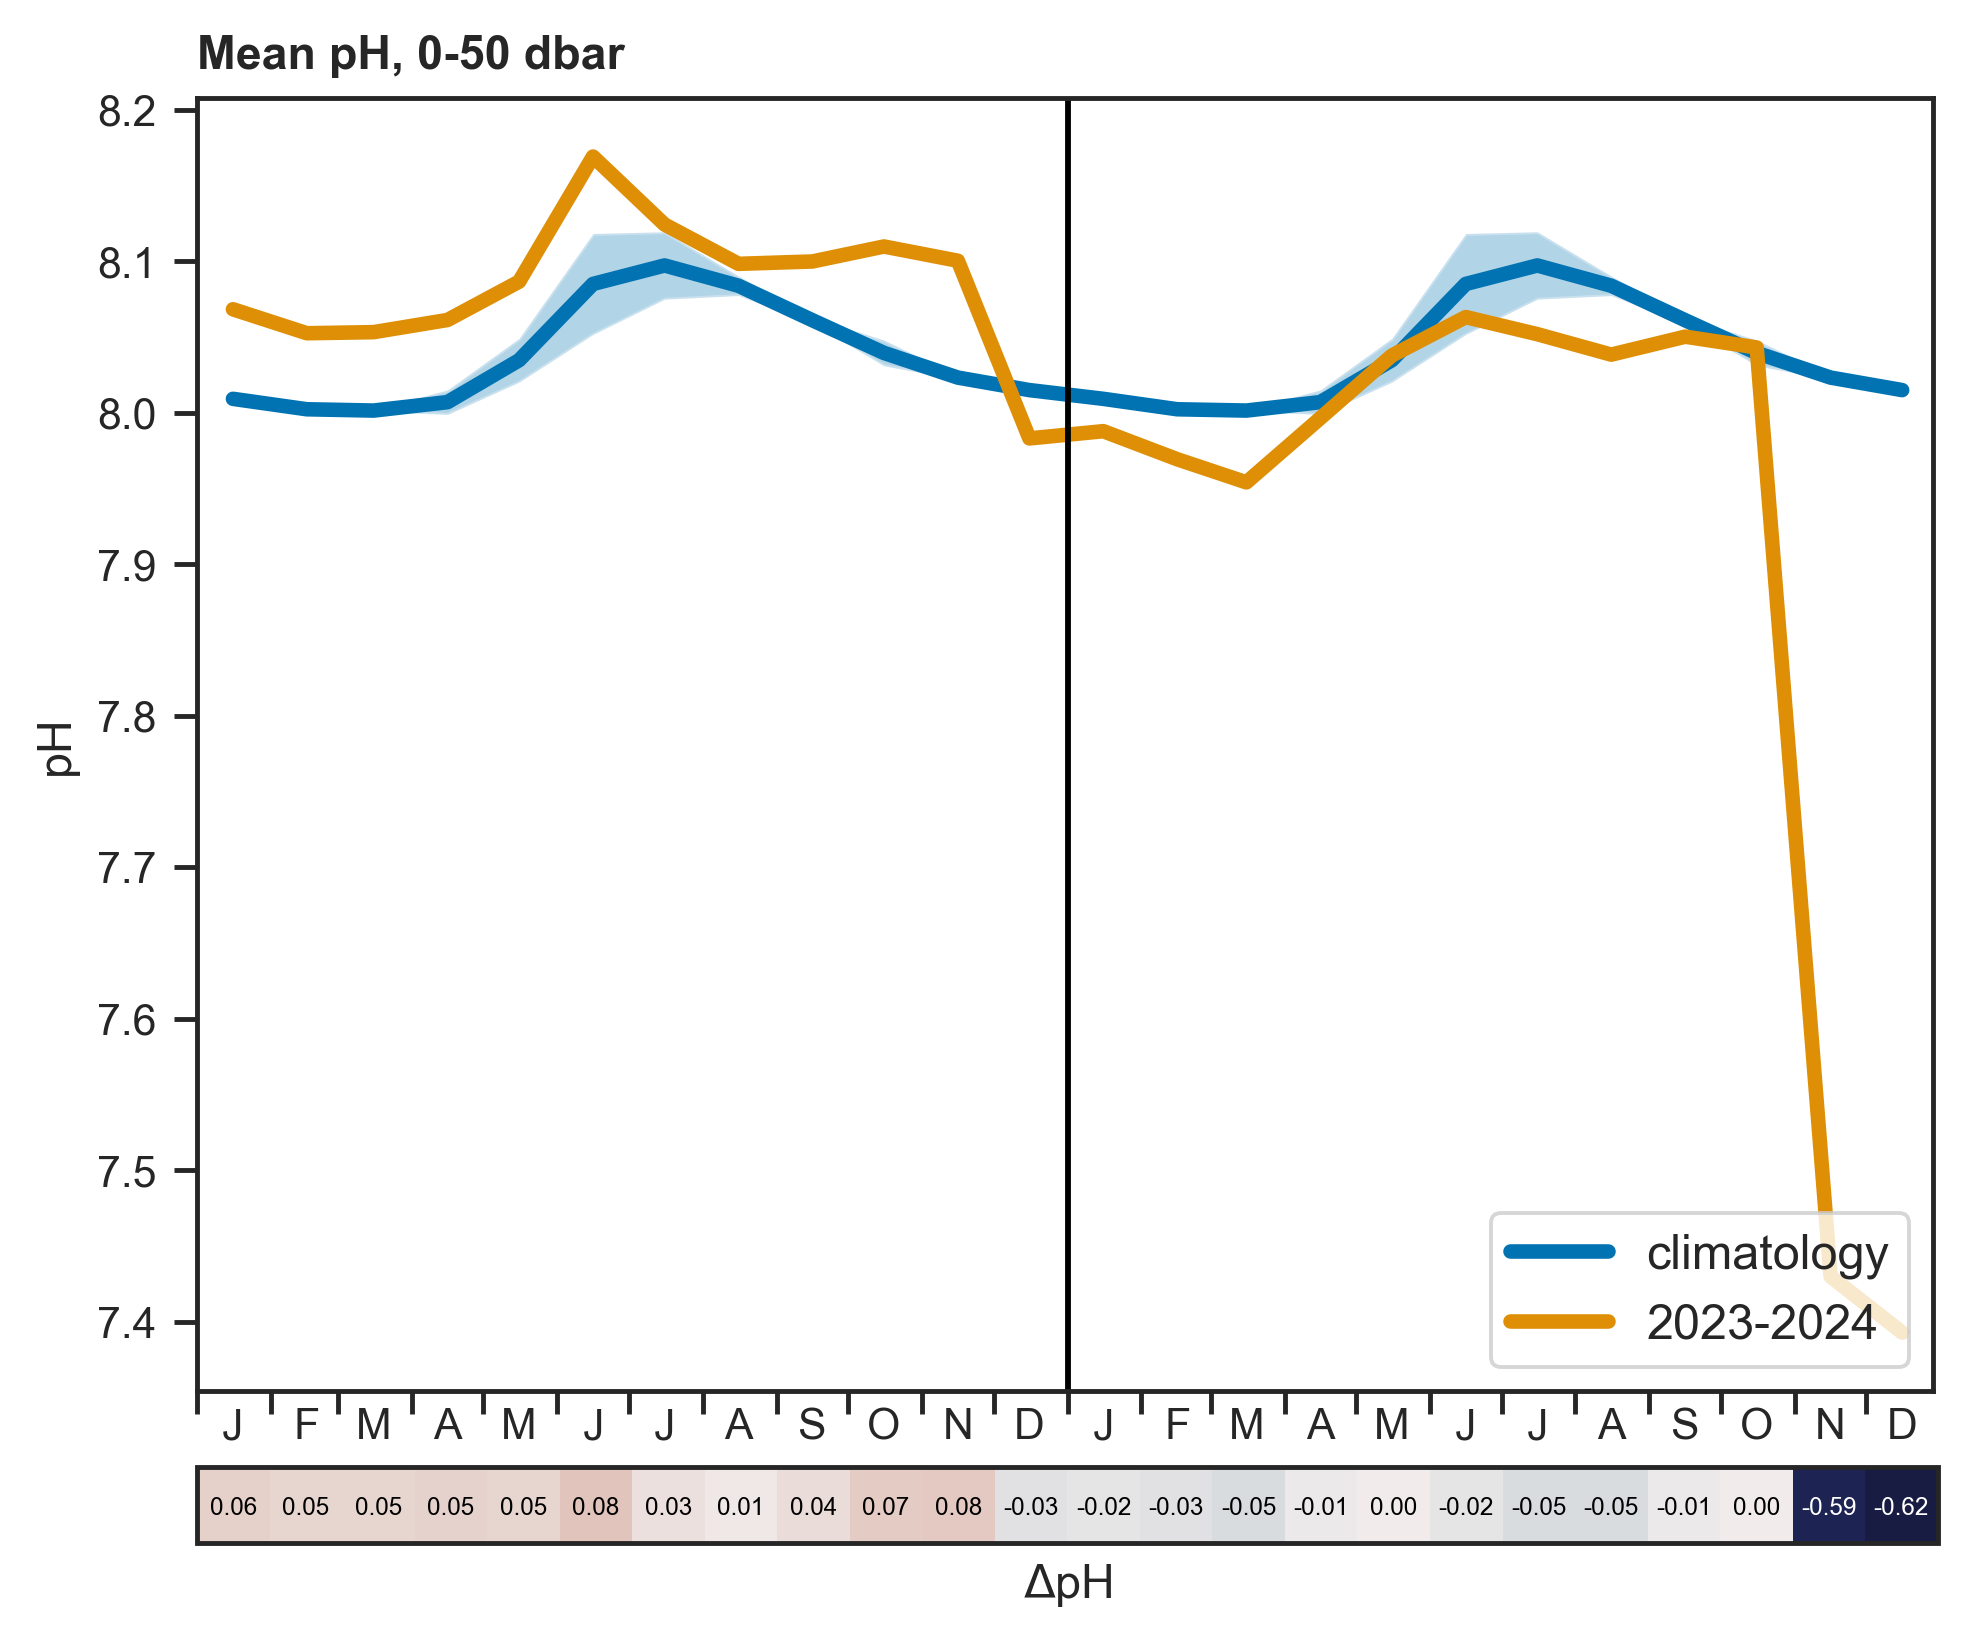 Mean pH, 0-50 dbar
8.2
8.1
8.0
7.9
7.8
7.7
7.6
7.5
7.4
pH
climatology
2023-2024
J F M A M J J A S O N D J F M A M J J A S O N D
0.06 0.05 0.05 0.05 0.05 0.08 0.03 0.01 0.04 0.07 0.08 -0.03 -0.02 -0.03 -0.05 -0.01 0.00 -0.02 -0.05 -0.05 -0.01 0.00 -0.59 -0.62
ΔpH